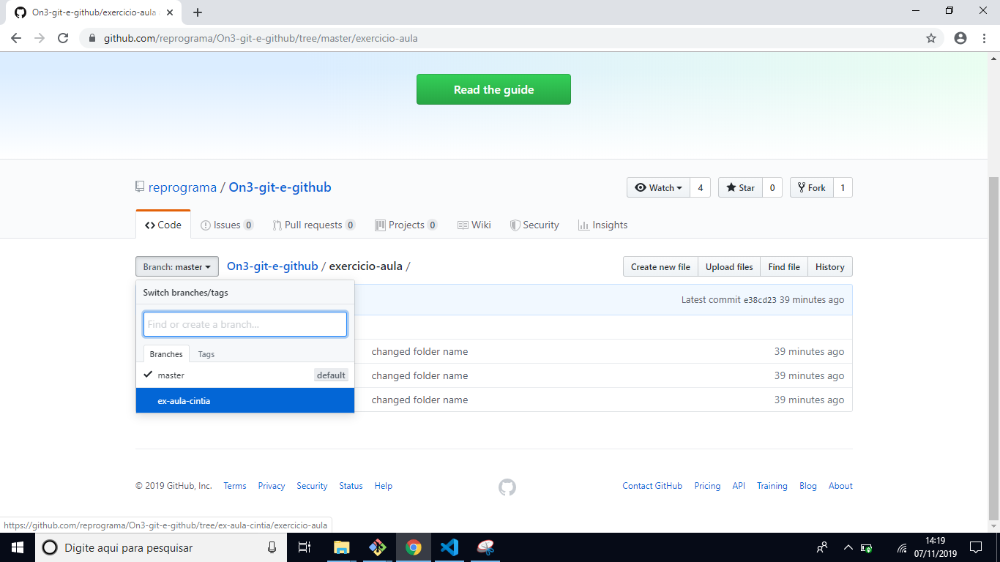 On3-git-e-github/exercicio-aula
github.com/reprograma/On3-git-e-github/tree/master/exercicio-aula
Read the guide
reprograma / On3-git-e-github
Watch 4 Star 0 Fork 1
Code Issues 0 Pull requests 0 Projects 0 Wiki Security Insights
Branch: master On3-git-e-github / exercicio-aula / Create new file Upload files Find file History
Switch branches/tags
Latest commit e38cd23 39 minutes ago
Find or create a branch...
Branches Tags
changed folder name 39 minutes ago
master default
changed folder name 39 minutes ago
ex-aula-cintia
changed folder name 39 minutes ago
© 2019 GitHub, Inc. Terms Privacy Security Status Help Contact GitHub Pricing API Training Blog About
https://github.com/reprograma/On3-git-e-github/tree/ex-aula-cintia/exercicio-aula
Digite aqui para pesquisar
14:19
07/11/2019